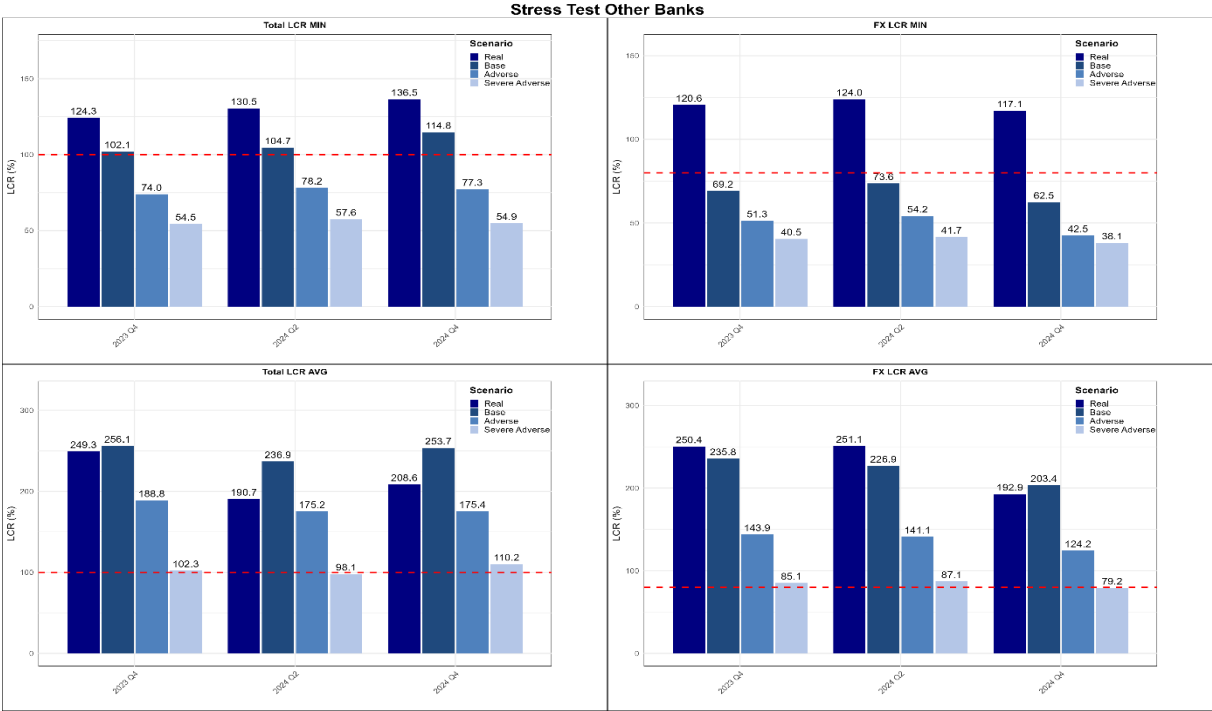 Stress Test Other Banks
Total LCR MIN
Scenario
Real
Base
Adverse
Severe Adverse
LCR (%)
150
100
50
0
124.3
102.1
74.0
54.5
130.5
104.7
78.2
57.6
136.5
114.8
77.3
54.9
2023 Q4
2024 Q2
2024 Q4
FX LCR MIN
Scenario
Real
Base
Adverse
Severe Adverse
LCR (%)
150
100
50
0
120.6
69.2
51.3
40.5
124.0
73.6
54.2
41.7
117.1
62.5
42.5
38.1
2023 Q4
2024 Q2
2024 Q4
Total LCR AVG
Scenario
Real
Base
Adverse
Severe Adverse
LCR (%)
300
200
100
0
249.3
256.1
188.8
102.3
190.7
236.9
175.2
98.1
208.6
253.7
175.4
110.2
2023 Q4
2024 Q2
2024 Q4
FX LCR AVG
Scenario
Real
Base
Adverse
Severe Adverse
LCR (%)
300
200
100
0
250.4
235.8
143.9
85.1
251.1
226.9
141.1
87.1
192.9
203.4
124.2
79.2
2023 Q4
2024 Q2
2024 Q4